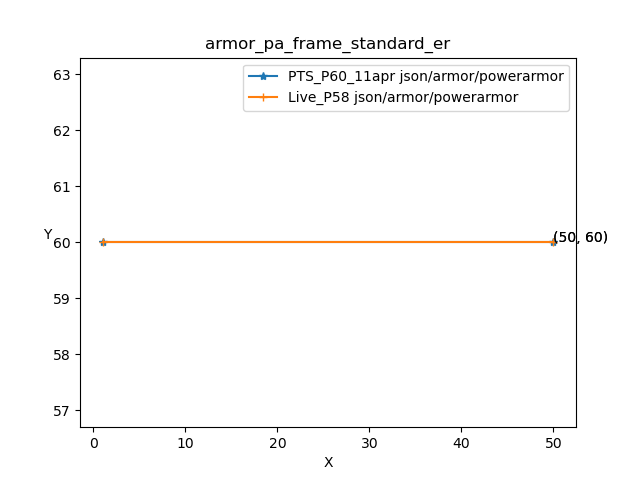 armor_pa_frame_standard_er
PTS_P60_11apr json/armor/powerarmor
Live_P58 json/armor/powerarmor
63
62
61
Y
60
(50, 60)
59
58
57
0 10 20 30 40 50
X